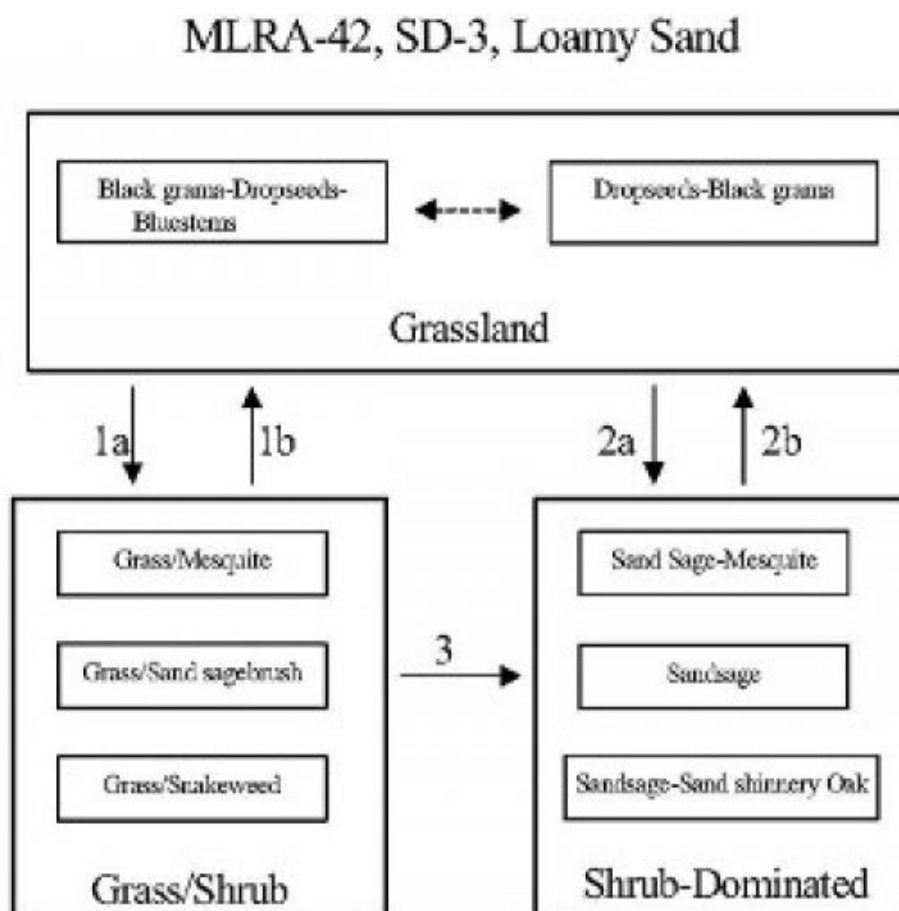 MLRA-42, SD-3, Loamy Sand
Black grama-Dropseeds-
Bluestems
Dropseeds-Black grama
Grassland
1a
1b
2a
2b
Grass/Mesquite
Grass/Sand sagebrush
Grass/Snakeweed
Grass/Shrub
3
Sand Sage-Mesquite
Sandsage
Sandsage-Sand shinnery Oak
Shrub-Dominated